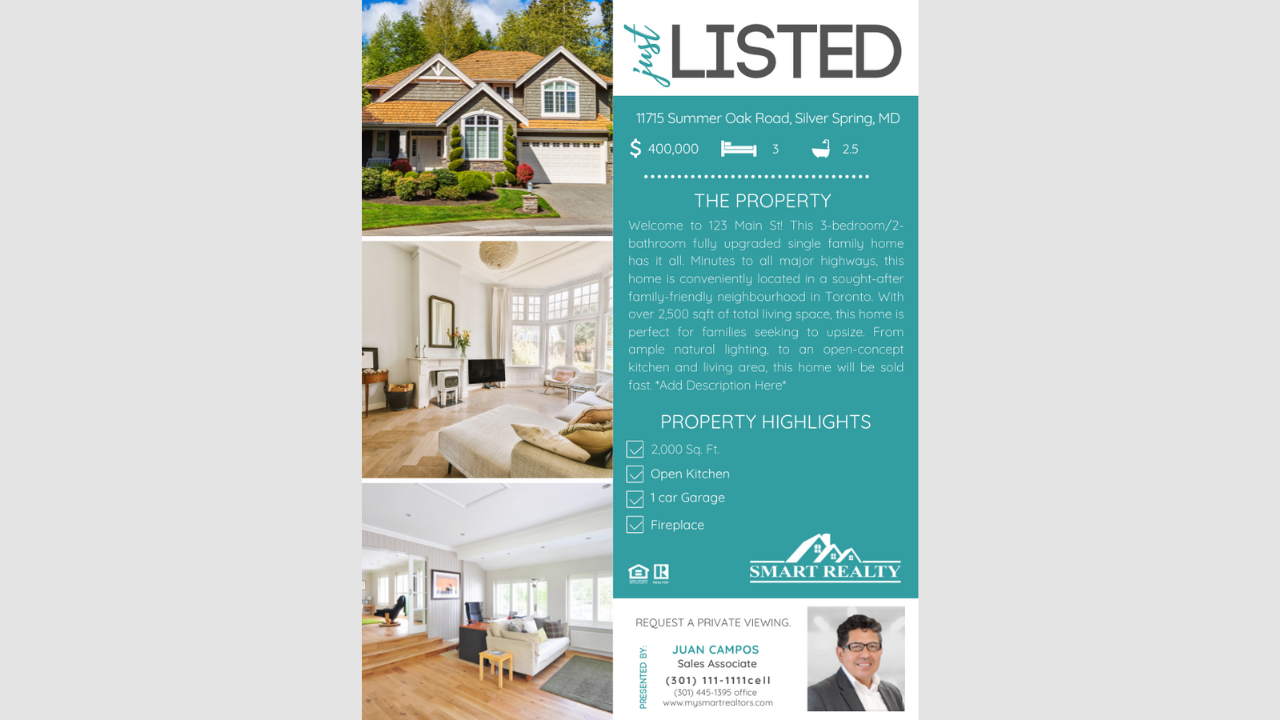 just LISTED
11715 Summer Oak Road, Silver Spring, MD
$ 400,000 3 2.5
THE PROPERTY
Welcome to 123 Main St! This 3-bedroom/2-
bathroom fully upgraded single family home
has it all. Minutes to all major highways, this
home is conveniently located in a sought-after
family-friendly neighbourhood in Toronto. With
over 2,500 sqft of total living space, this home is
perfect for families seeking to upsize. From
ample natural lighting, to an open-concept
kitchen and living area, this home will be sold
fast. *Add Description Here*
PROPERTY HIGHLIGHTS
2,000 Sq. Ft.
Open Kitchen
1 car Garage
Fireplace
SMART REALTY
REALTOR
REQUEST A PRIVATE VIEWING.
PRESENTED BY:
JUAN CAMPOS
Sales Associate
(301) 111-1111cell
(301) 445-1395 office
www.mysmartrealtors.com